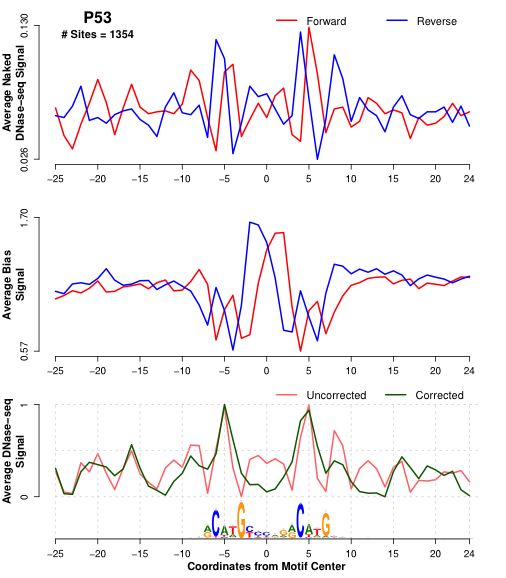 P53
# Sites = 1354
Forward
Reverse
Average Naked
DNase−seq Signal
0.130
0.026
−25 −20 −15 −10 −5 0 5 10 15 20 24
Average Bias
Signal
1.70
0.57
−25 −20 −15 −10 −5 0 5 10 15 20 24
Uncorrected
Corrected
Average DNase−seq
Signal
1
0
CATG
CATG
−25 −20 −15 −10 −5 0 5 10 15 20 24
Coordinates from Motif Center